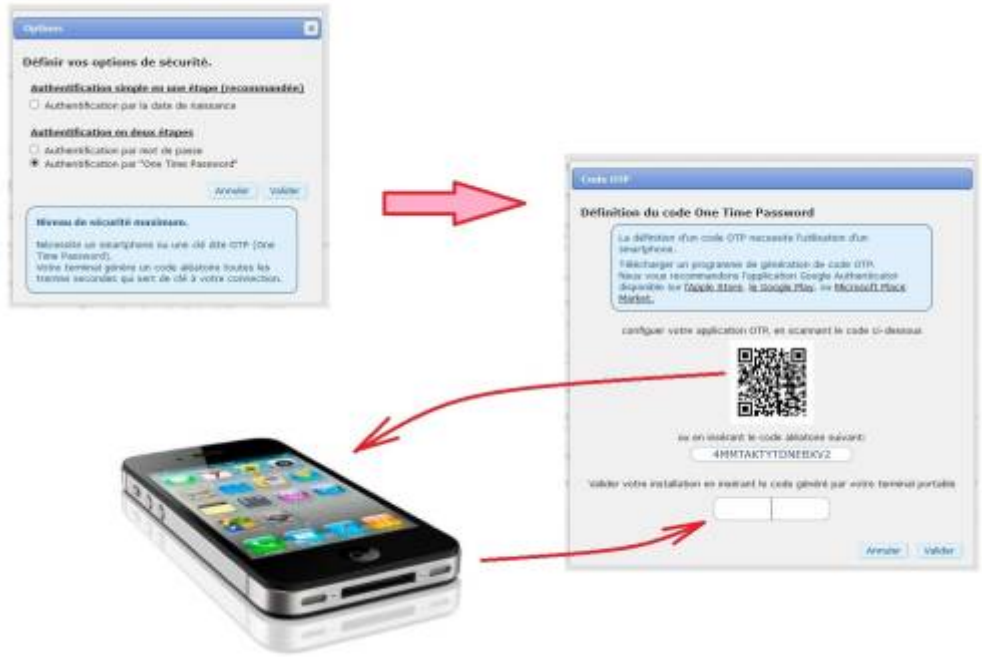 Options
Définir vos options de sécurité.
Authentification simple ou une étape (recommandée)
Authentification par la date de naissance
Authentification en deux étapes
Authentification par mot de passe
Authentification par "One Time Password"
Annuler Valider
Niveau de sécurité maximum.
Nécessite un smartphone ou une clé dite OTP (One
Time Password).
Votre terminal génère un code aléatoire toutes les
trentes secondes qui sert de clé à votre connection.
Code OTP
Définition du code One Time Password
La définition d'un code OTP necessite l'utilisation d'un
smartphone.
Télécharger un programme de génération de code OTP.
Nous vous recommandons l'application Google Authenticator
disponible sur l'Apple Store, le Google Play, ou Microsoft Place
Market.
configuer votre application OTP, en scannant le code ci-dessous
ou en insérant le code aléatoire suivant:
4MMTAKTYTDNEBXV2
Valider votre installation en insérant le code généré par votre terminal portable
Annuler Valider